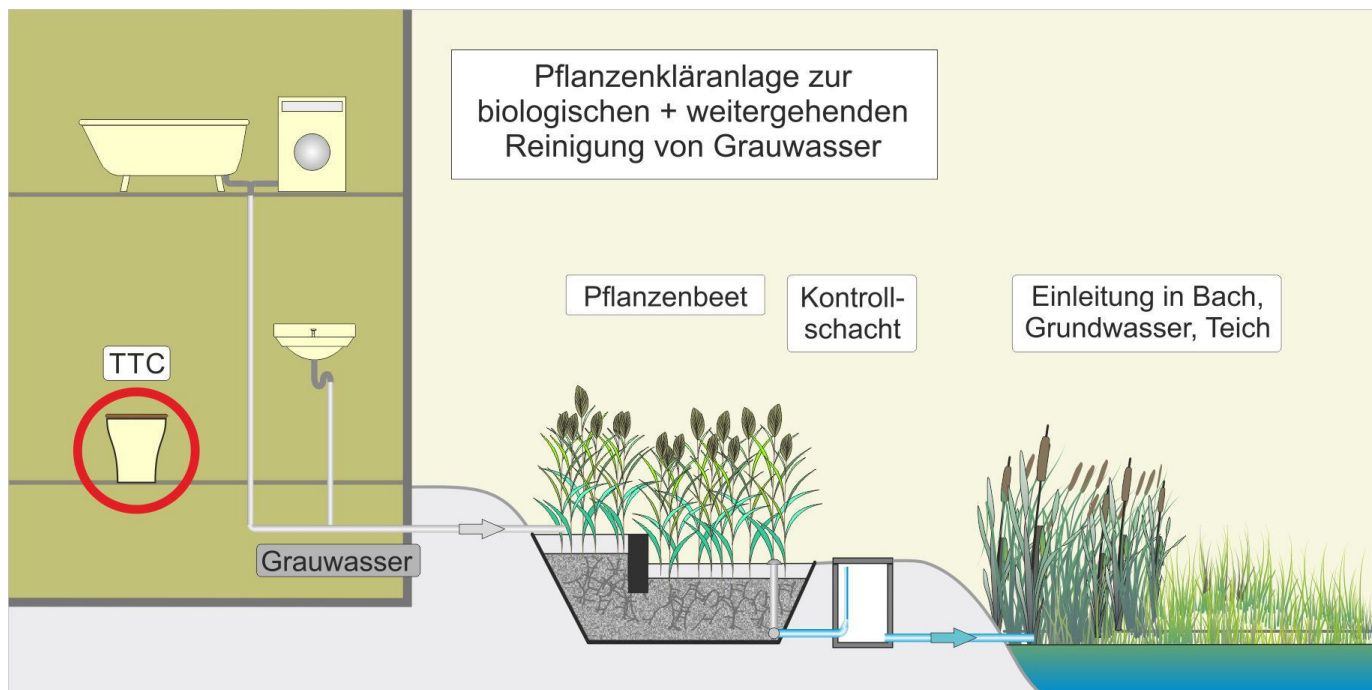 Pflanzenkläranlage zur
biologischen + weitergehenden
Reinigung von Grauwasser
Pflanzenbeet
Kontroll-
schacht
Einleitung in Bach,
Grundwasser, Teich
TTC
Grauwasser